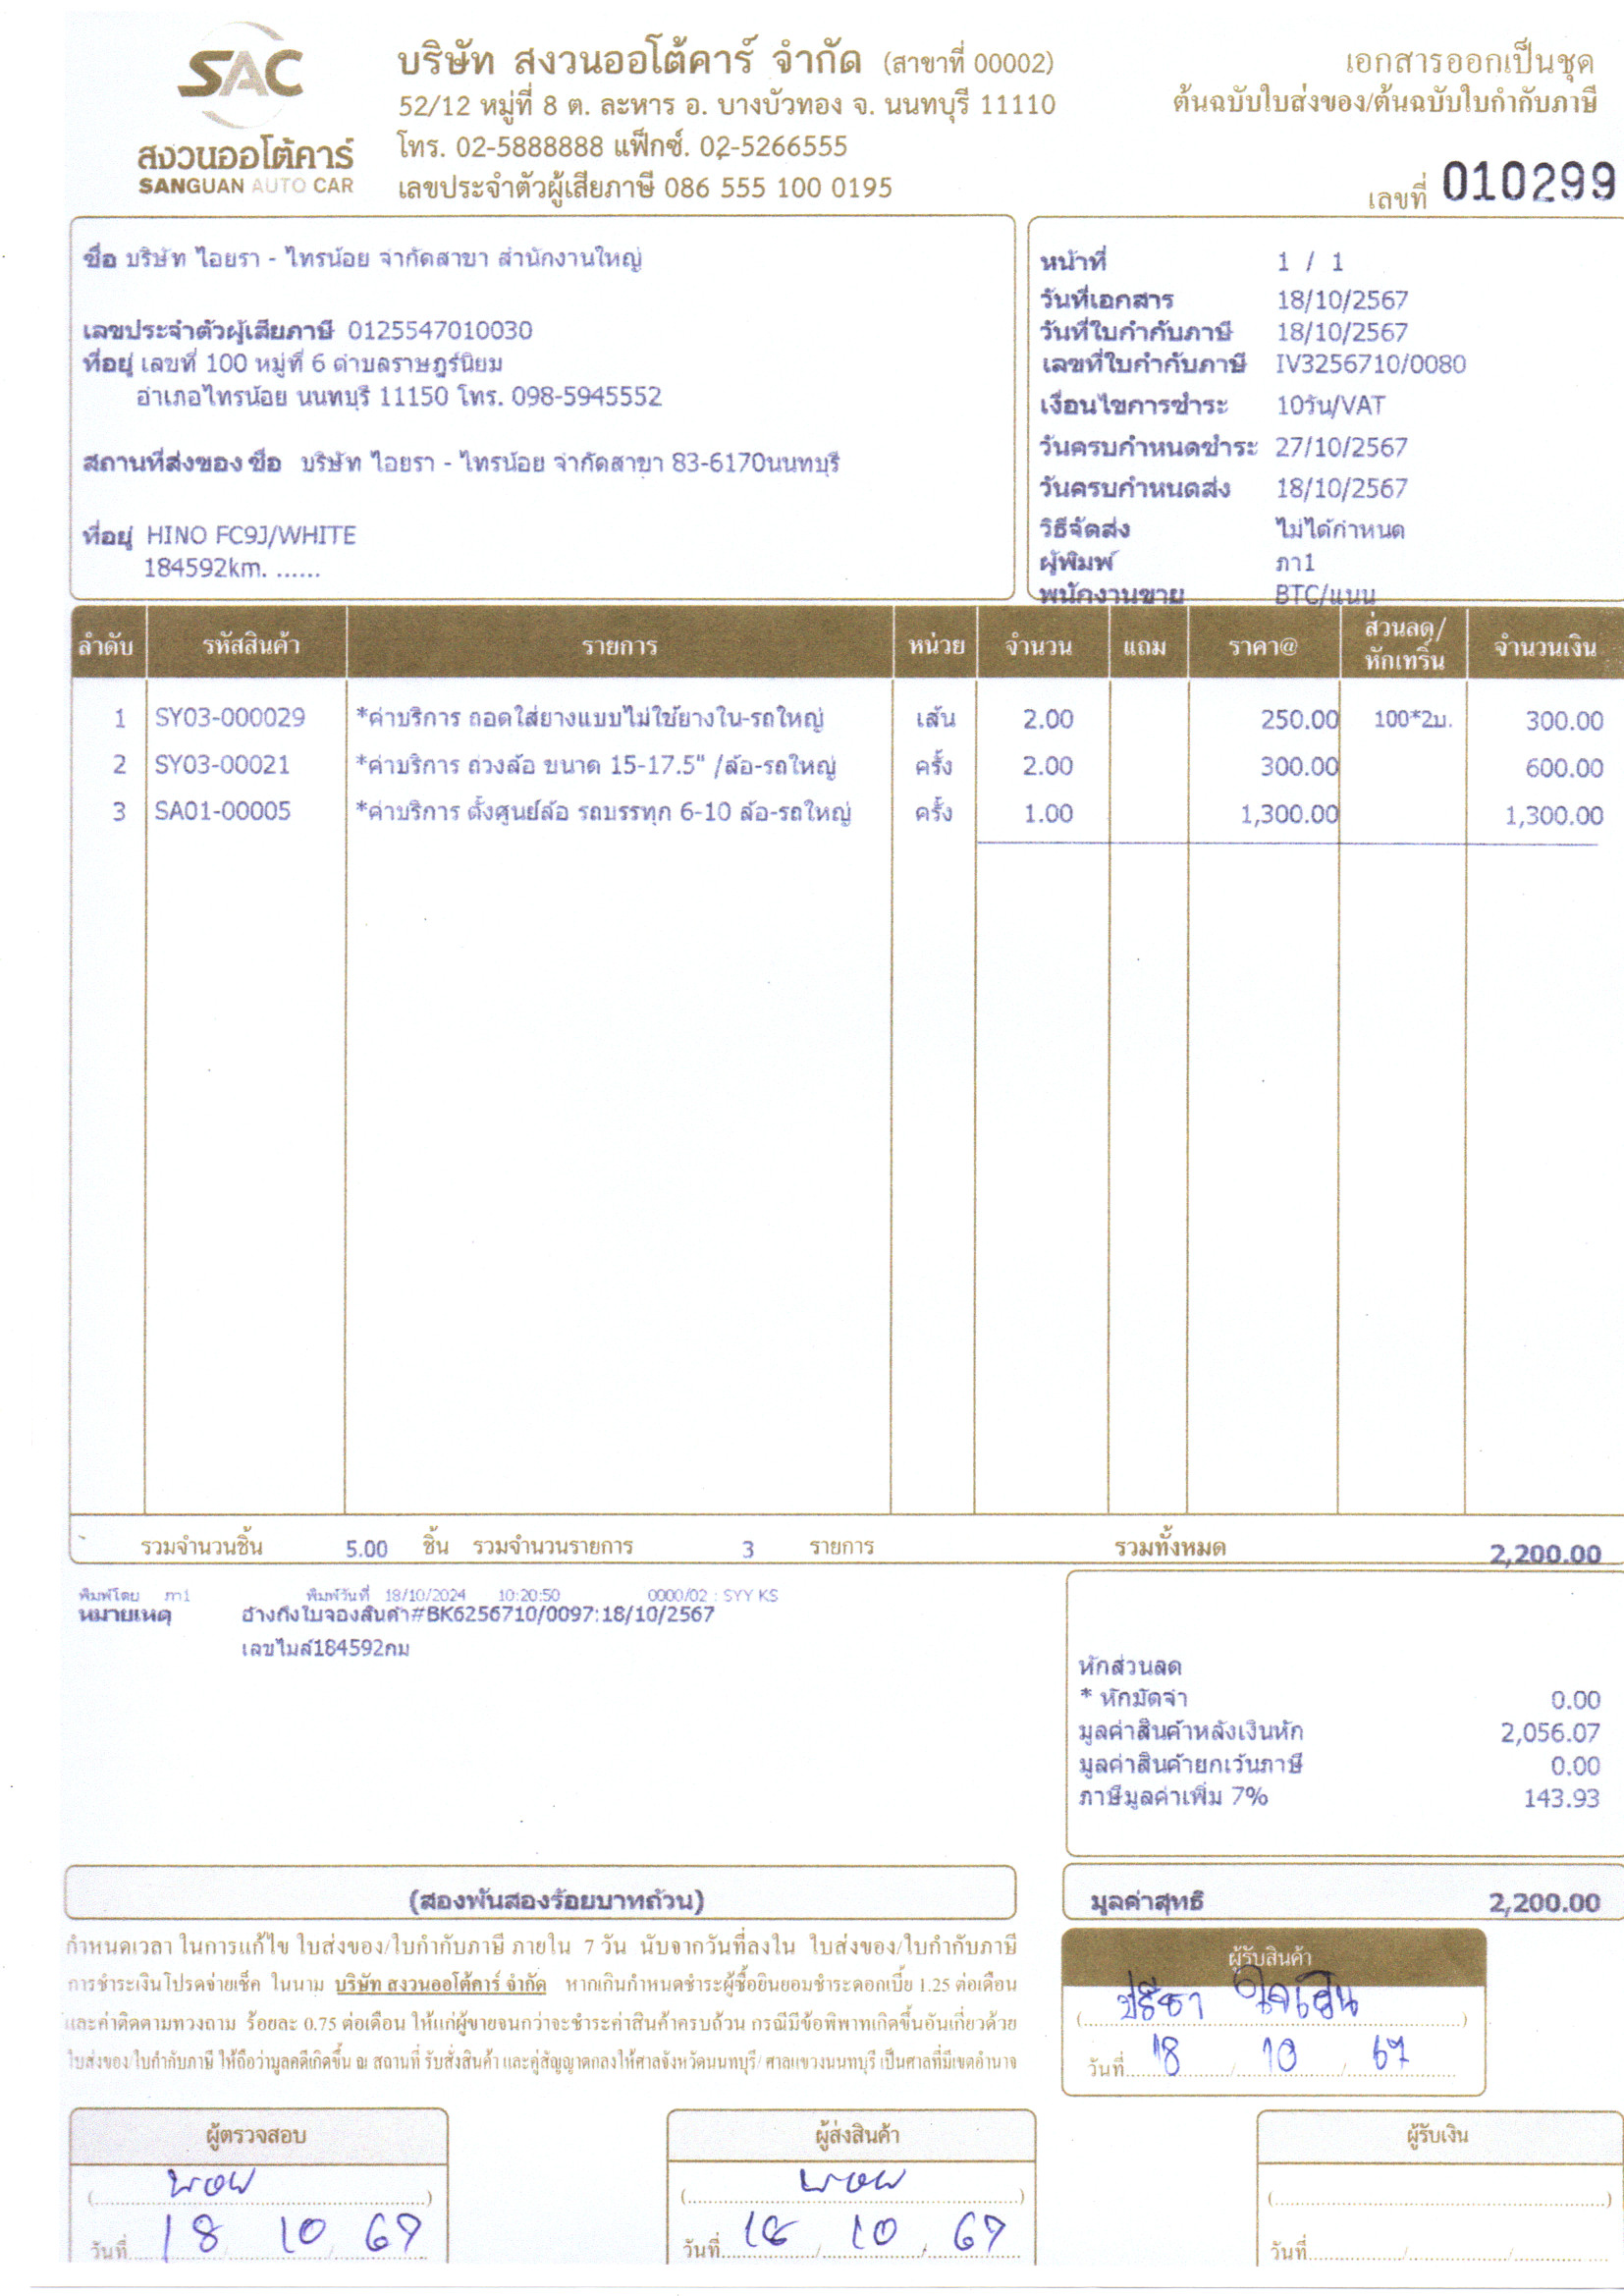 SAC
สงวนออโต้คาร์
SANGUAN AUTO CAR
บริษัท สงวนออโต้คาร์ จำกัด (สาขาที่ 00002)
52/12 หมู่ที่ 8 ต. ละหาร อ. บางบัวทอง จ. นนทบุรี 11110
โทร. 02-5888888 แฟ็กซ์. 02-5266555
เลขประจำตัวผู้เสียภาษี 086 555 100 0195
เอกสารออกเป็นชุด
ต้นฉบับใบส่งของ/ต้นฉบับใบกำกับภาษี
เลขที่ 010299
ชื่อ บริษัท ไอยรา - ไทรน้อย จำกัดสาขา สำนักงานใหญ่
เลขประจำตัวผู้เสียภาษี 0125547010030
ที่อยู่ เลขที่ 100 หมู่ที่ 6 ตำบลราษฎร์นิยม
อำเภอไทรน้อย นนทบุรี 11150 โทร. 098-5945552
สถานที่ส่งของ ชื่อ บริษัท ไอยรา - ไทรน้อย จำกัดสาขา 83-6170นนทบุรี
ที่อยู่ HINO FC9J/WHITE
184592km. ......
หน้าที่ 1 / 1
วันที่เอกสาร 18/10/2567
วันที่ใบกำกับภาษี 18/10/2567
เลขที่ใบกำกับภาษี IV3256710/0080
เงื่อนไขการชำระ 10วัน/VAT
วันครบกำหนดชำระ 27/10/2567
วันครบกำหนดส่ง 18/10/2567
วิธีจัดส่ง ไม่ได้กำหนด
ผู้พิมพ์ ภา1
พนักงานขาย BTC/แนน
ลำดับ รหัสสินค้า รายการ หน่วย จำนวน แถม ราคา@ ส่วนลด/หักเทริ์น จำนวนเงิน
1 SY03-000029 *ค่าบริการ ถอดใส่ยางแบบไม่ใช้ยางใน-รถใหญ่ เส้น 2.00 250.00 100*2บ. 300.00
2 SY03-00021 *ค่าบริการ ถ่วงล้อ ขนาด 15-17.5" /ล้อ-รถใหญ่ ครั้ง 2.00 300.00 600.00
3 SA01-00005 *ค่าบริการ ตั้งศูนย์ล้อ รถบรรทุก 6-10 ล้อ-รถใหญ่ ครั้ง 1.00 1,300.00 1,300.00
รวมจำนวนชิ้น 5.00 ชิ้น รวมจำนวนรายการ 3 รายการ รวมทั้งหมด 2,200.00
พิมพ์โดย ภา1 พิมพ์วันที่ 18/10/2024 10:20:50 0000/02 : SYY KS
หมายเหตุ อ้างถึงใบจองสินค้า#BK6256710/0097:18/10/2567
เลขไมล์184592กม
หักส่วนลด
* หักมัดจำ 0.00
มูลค่าสินค้าหลังเงินหัก 2,056.07
มูลค่าสินค้ายกเว้นภาษี 0.00
ภาษีมูลค่าเพิ่ม 7% 143.93
(สองพันสองร้อยบาทถ้วน)
มูลค่าสุทธิ 2,200.00
กำหนดเวลา ในการแก้ไข ใบส่งของ/ใบกำกับภาษี ภายใน 7 วัน นับจากวันที่ลงใน ใบส่งของ/ใบกำกับภาษี
การชำระเงินโปรดจ่ายเช็ค ในนาม บริษัท สงวนออโต้คาร์ จำกัด หากเกินกำหนดชำระผู้ซื้อยินยอมชำระดอกเบี้ย 1.25 ต่อเดือน
และค่าติดตามทวงถาม ร้อยละ 0.75 ต่อเดือน ให้แก่ผู้ขายจนกว่าจะชำระค่าสินค้าครบถ้วน กรณีมีข้อพิพาทเกิดขึ้นอันเกี่ยวด้วย
ใบส่งของ/ใบกำกับภาษี ให้ถือว่ามูลคดีเกิดขึ้น ณ สถานที่ รับสั่งสินค้า และคู่สัญญาตกลงให้ศาลจังหวัดนนทบุรี/ ศาลแขวงนนทบุรี เป็นศาลที่มีเขตอำนาจ
ผู้รับสินค้า
(ปรีชา)
วันที่ 18 / 10 / 67
ผู้ตรวจสอบ
วันที่ 18 / 10 / 67
ผู้ส่งสินค้า
วันที่ 18 / 10 / 67
ผู้รับเงิน
วันที่